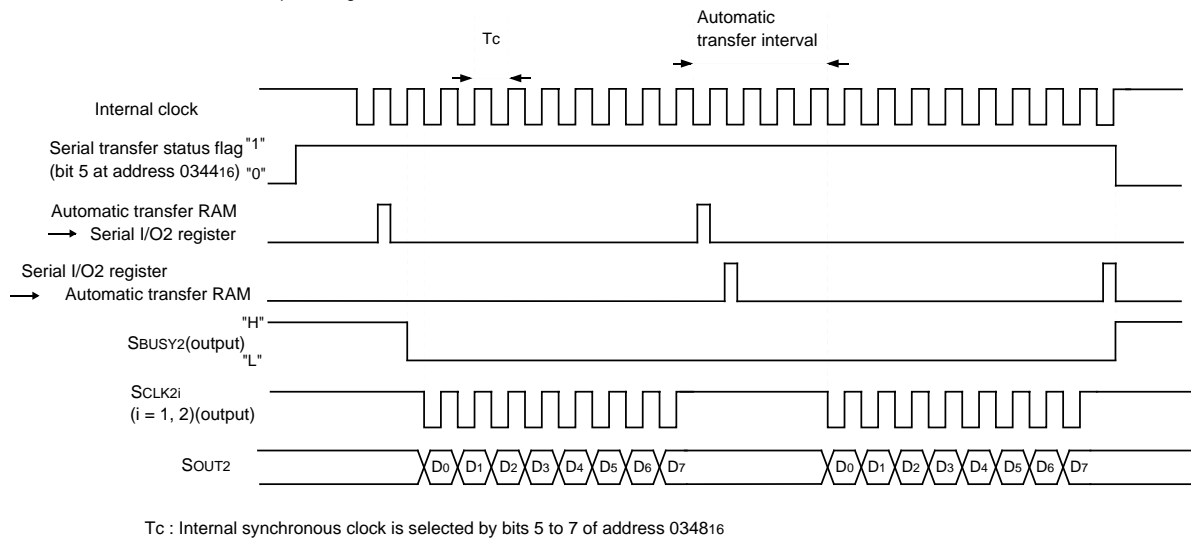 Automatic
transfer interval
Tc
Internal clock
Serial transfer status flag "1"
(bit 5 at address 034416) "0"
Automatic transfer RAM
→ Serial I/O2 register
Serial I/O2 register
→ Automatic transfer RAM
"H"
SBUSY2(output)
"L"
SCLK2i
(i = 1, 2)(output)
SOUT2 D0 D1 D2 D3 D4 D5 D6 D7 D0 D1 D2 D3 D4 D5 D6 D7
Tc : Internal synchronous clock is selected by bits 5 to 7 of address 034816